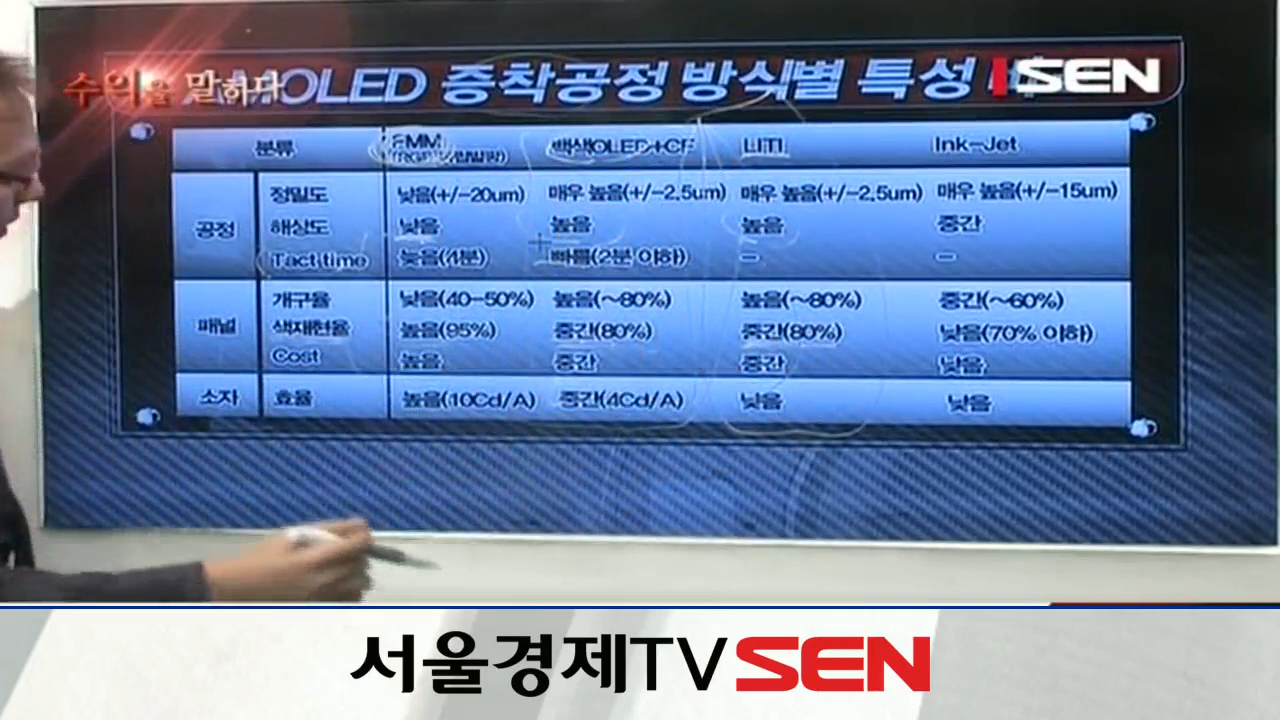 수익을 말하다
AMOLED 증착공정 방식별 특성
SEN
분류 FMM 백색OLED+CF LITI Ink-Jet
공정
정밀도 낮음(+/-20um) 매우 높음(+/-2.5um) 매우 높음(+/-2.5um) 매우 높음(+/-15um)
해상도 낮음 높음 높음 중간
Tact time 늦음(4분) 빠름(2분 이하) - -
패널
개구율 낮음(40-50%) 높음(~80%) 높음(~80%) 중간(~60%)
색재현율 높음(95%) 중간(80%) 중간(80%) 낮음(70% 이하)
Cost 높음 중간 중간 낮음
소자 효율 높음(10Cd/A) 중간(4Cd/A) 낮음 낮음
서울경제TV SEN